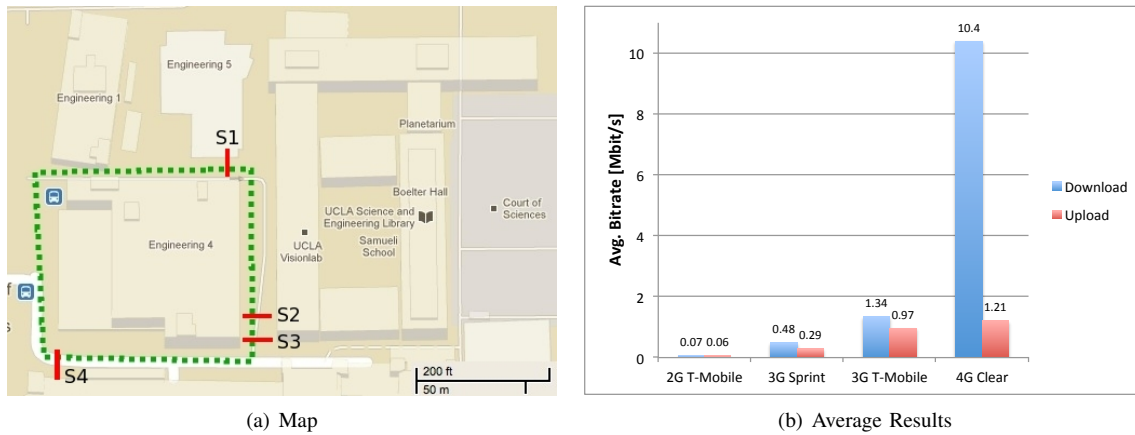 Engineering 5
Engineering 1
S1
Planetarium
Boelter Hall
UCLA Science and
Engineering Library
Court of
Sciences
Engineering 4
UCLA
Visionlab
Samueli
School
f
S2
s
S3
S4
200 ft
50 m
(a) Map
Avg. Bitrate [Mbit/s]
10
8
6
4
2
0
0.07
0.06
0.48
0.29
1.34
0.97
10.4
1.21
2G T-Mobile
3G Sprint
3G T-Mobile
4G Clear
Download
Upload
(b) Average Results